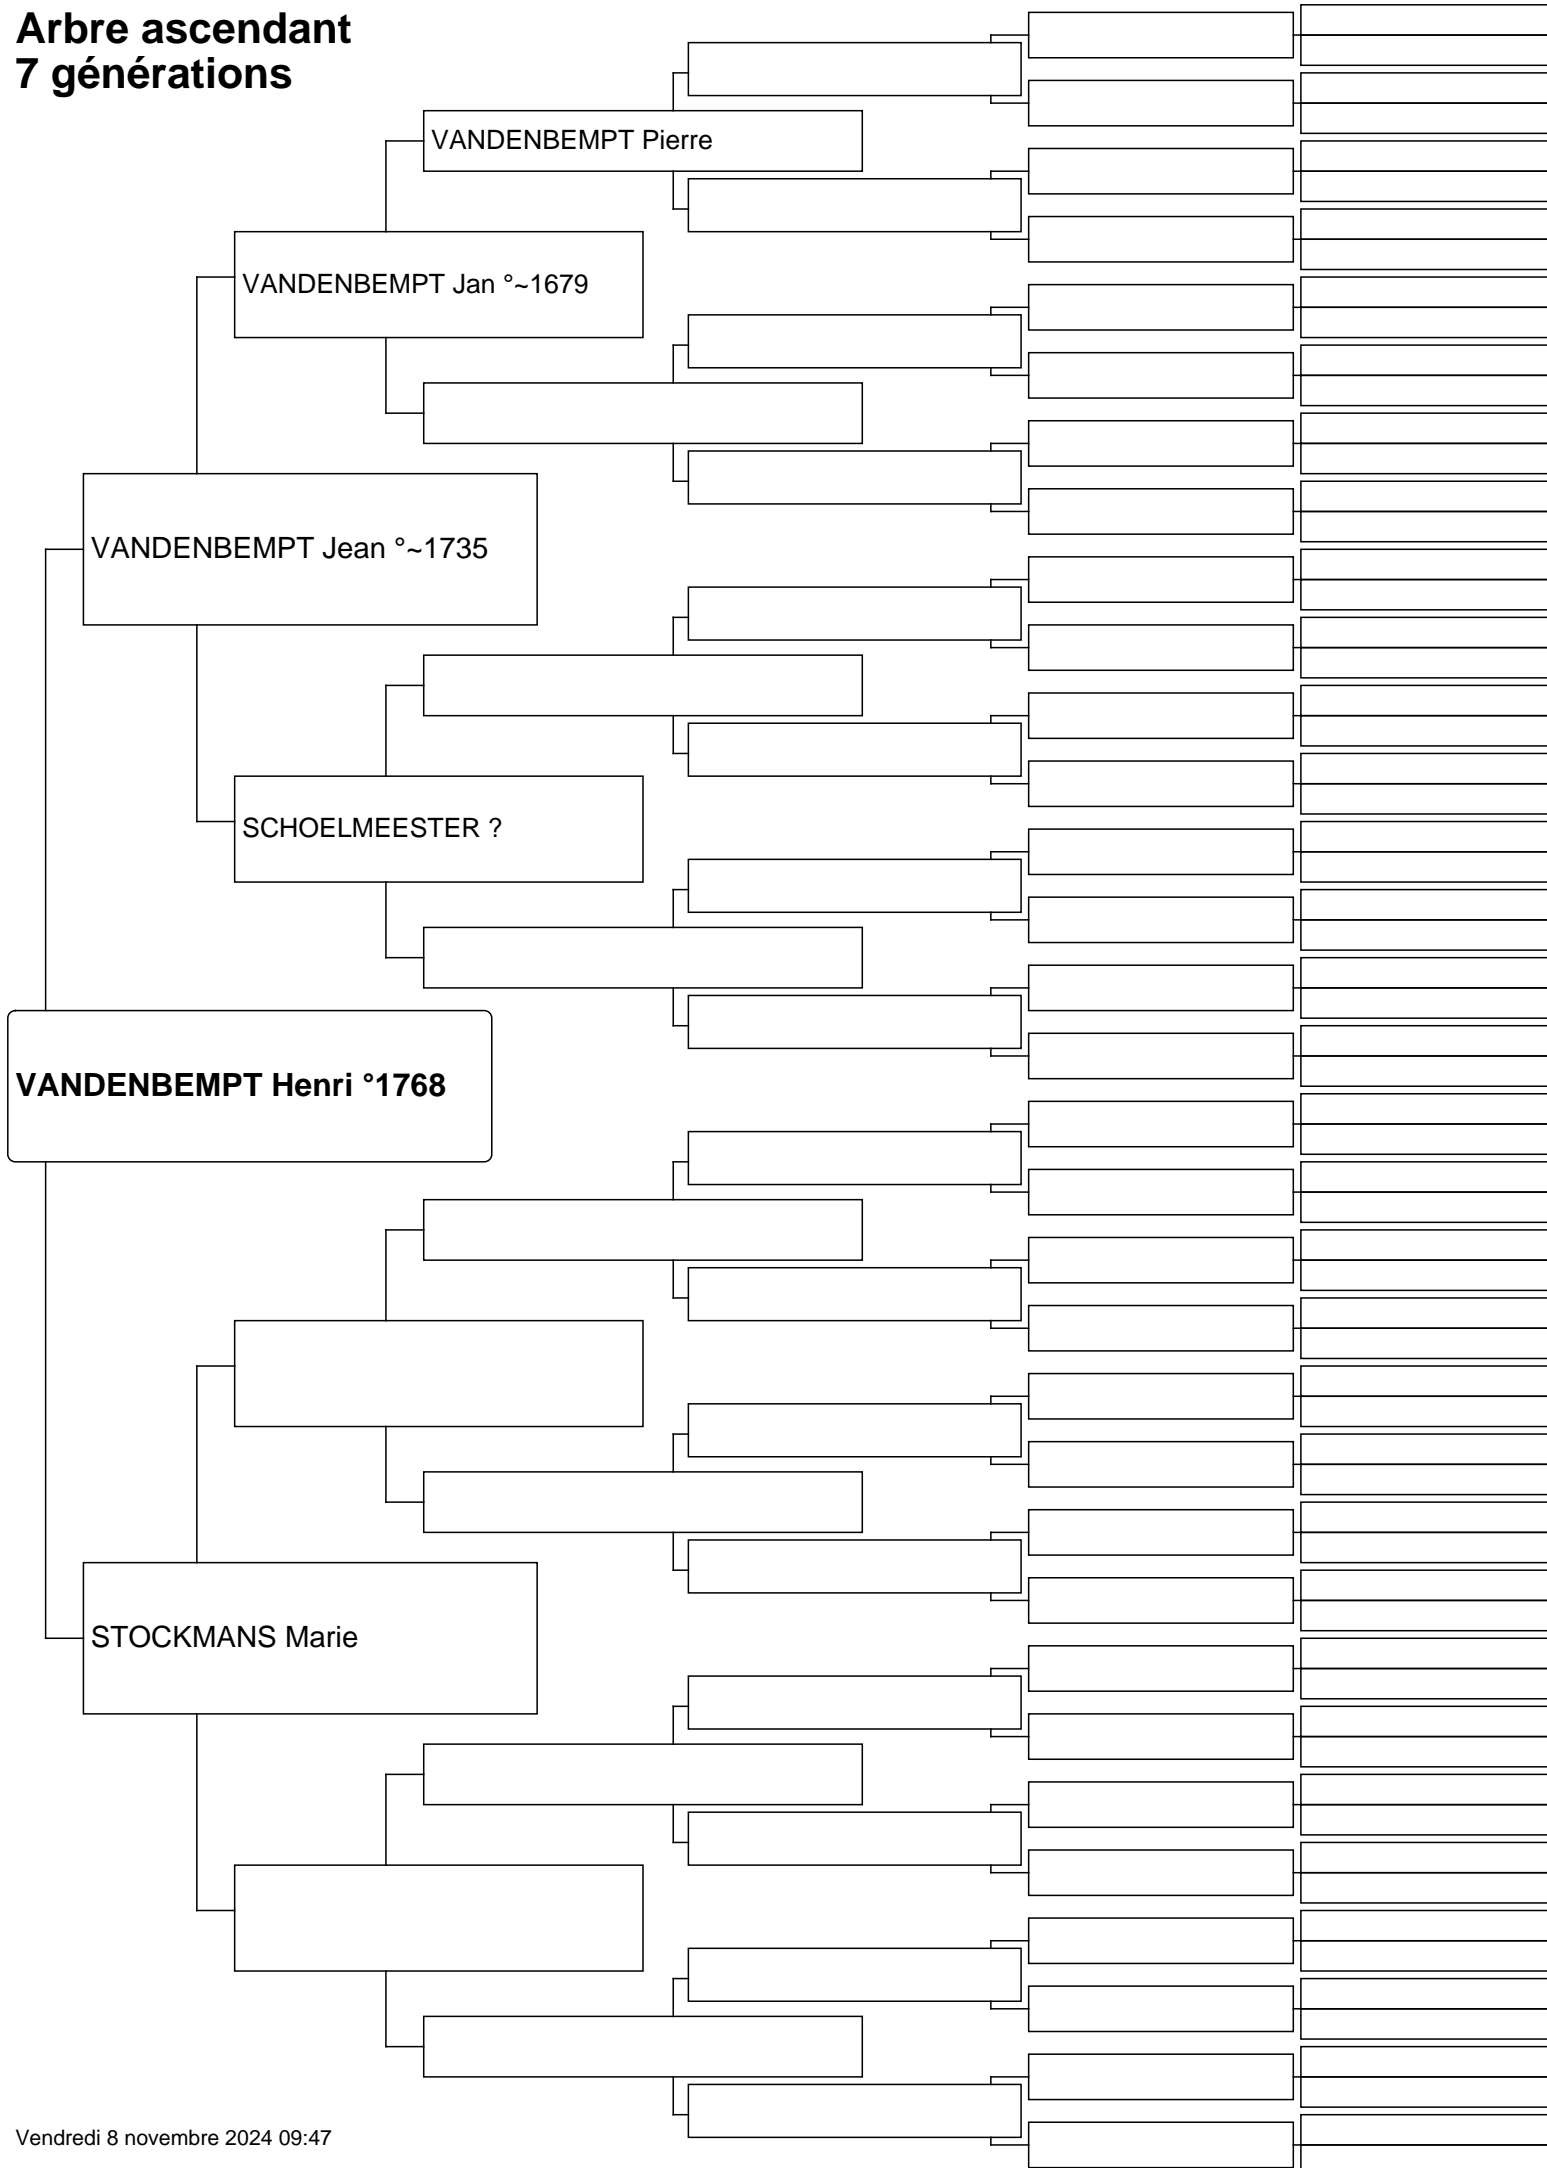 Arbre ascendant
7 générations
VANDENBEMPT Pierre
VANDENBEMPT Jan °~1679
VANDENBEMPT Jean °~1735
SCHOELMEESTER ?
VANDENBEMPT Henri °1768
STOCKMANS Marie
Vendredi 8 novembre 2024 09:47